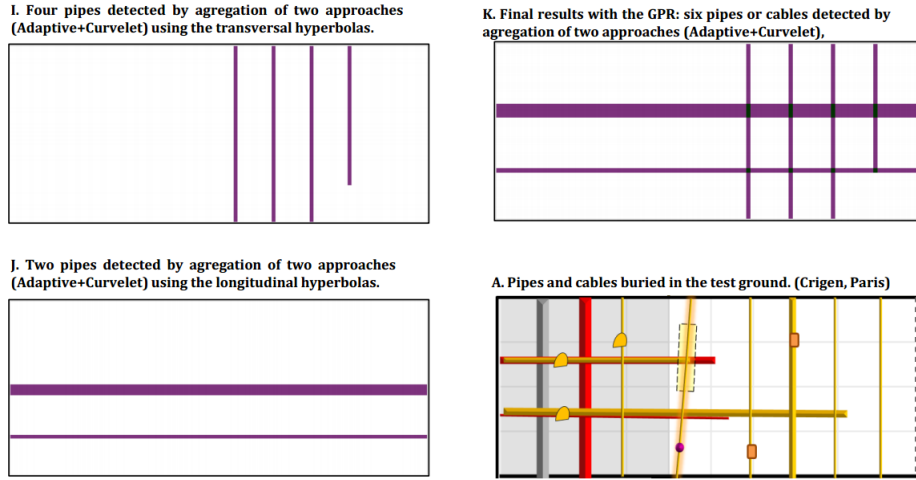 I. Four pipes detected by agregation of two approaches
(Adaptive+Curvelet) using the transversal hyperbolas.
K. Final results with the GPR: six pipes or cables detected by
agregation of two approaches (Adaptive+Curvelet),
J. Two pipes detected by agregation of two approaches
(Adaptive+Curvelet) using the longitudinal hyperbolas.
A. Pipes and cables buried in the test ground. (Crigen, Paris)